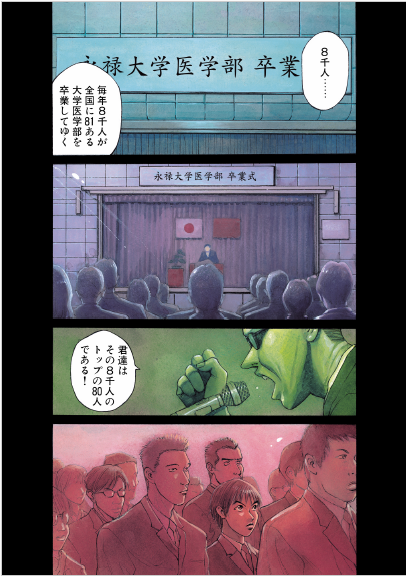 永禄大学医学部 卒業
８千人……
毎年８千人が
全国に81ある
大学医学部を
卒業してゆく
永禄大学医学部 卒業式
君達は
その８千人の
トップの80人
である！